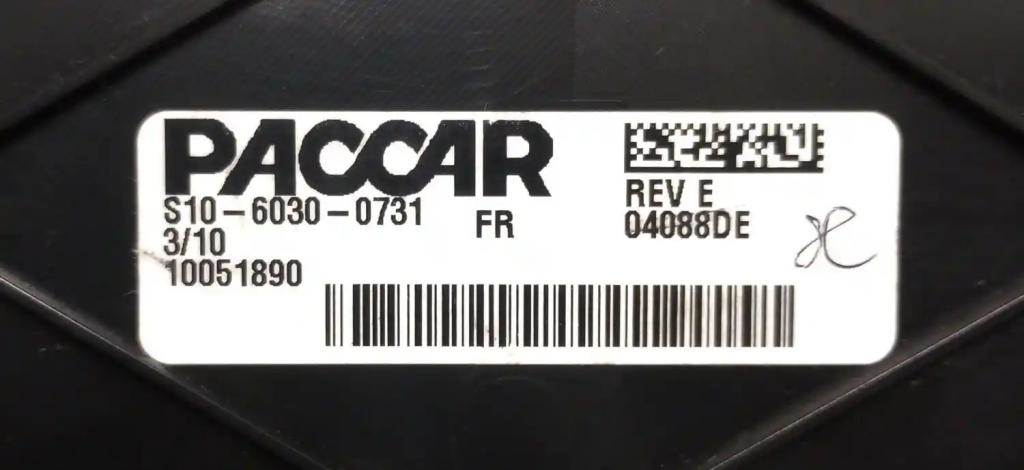 PACCAR
S10-6030-0731 FR
3/10
10051890
REV E
04088DE